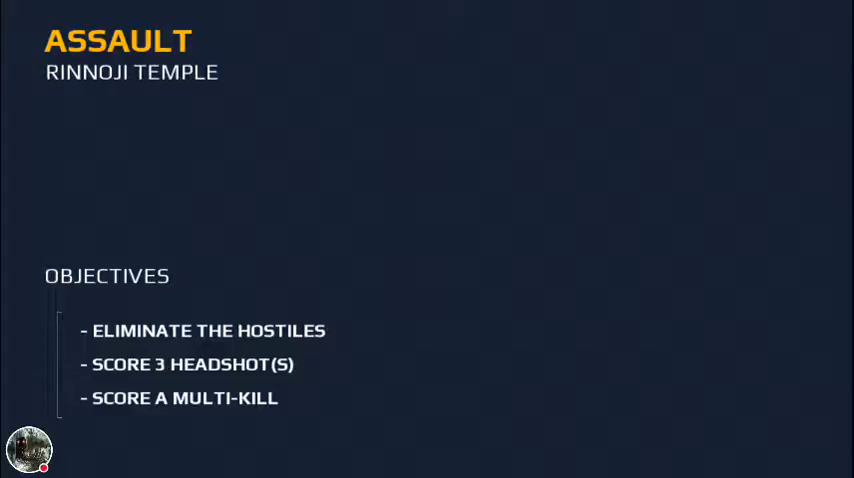 ASSAULT
RINNOJI TEMPLE
OBJECTIVES
- ELIMINATE THE HOSTILES
- SCORE 3 HEADSHOT(S)
- SCORE A MULTI-KILL